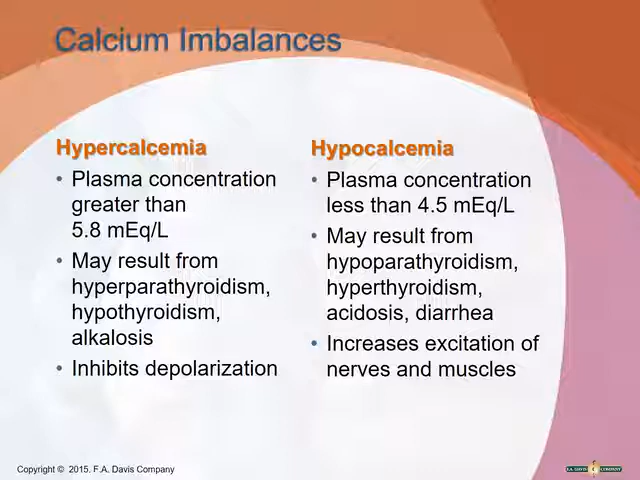 Calcium Imbalances
Hypercalcemia
• Plasma concentration
greater than
5.8 mEq/L
• May result from
hyperparathyroidism,
hypothyroidism,
alkalosis
• Inhibits depolarization
Hypocalcemia
• Plasma concentration
less than 4.5 mEq/L
• May result from
hypoparathyroidism,
hyperthyroidism,
acidosis, diarrhea
• Increases excitation of
nerves and muscles
Copyright © 2015. F.A. Davis Company
F.A. DAVIS COMPANY